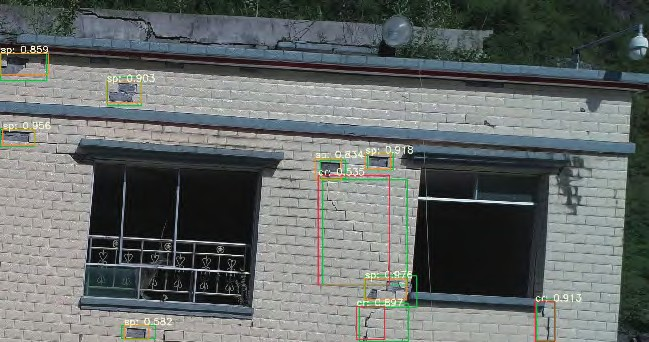 sp: 0.859
sp: 0.903
sp: 0.956
sp: 0.834
sp: 0.918
cr: 0.535
sp: 0.976
cr: 0.897
cr: 0.913
sp: 0.582